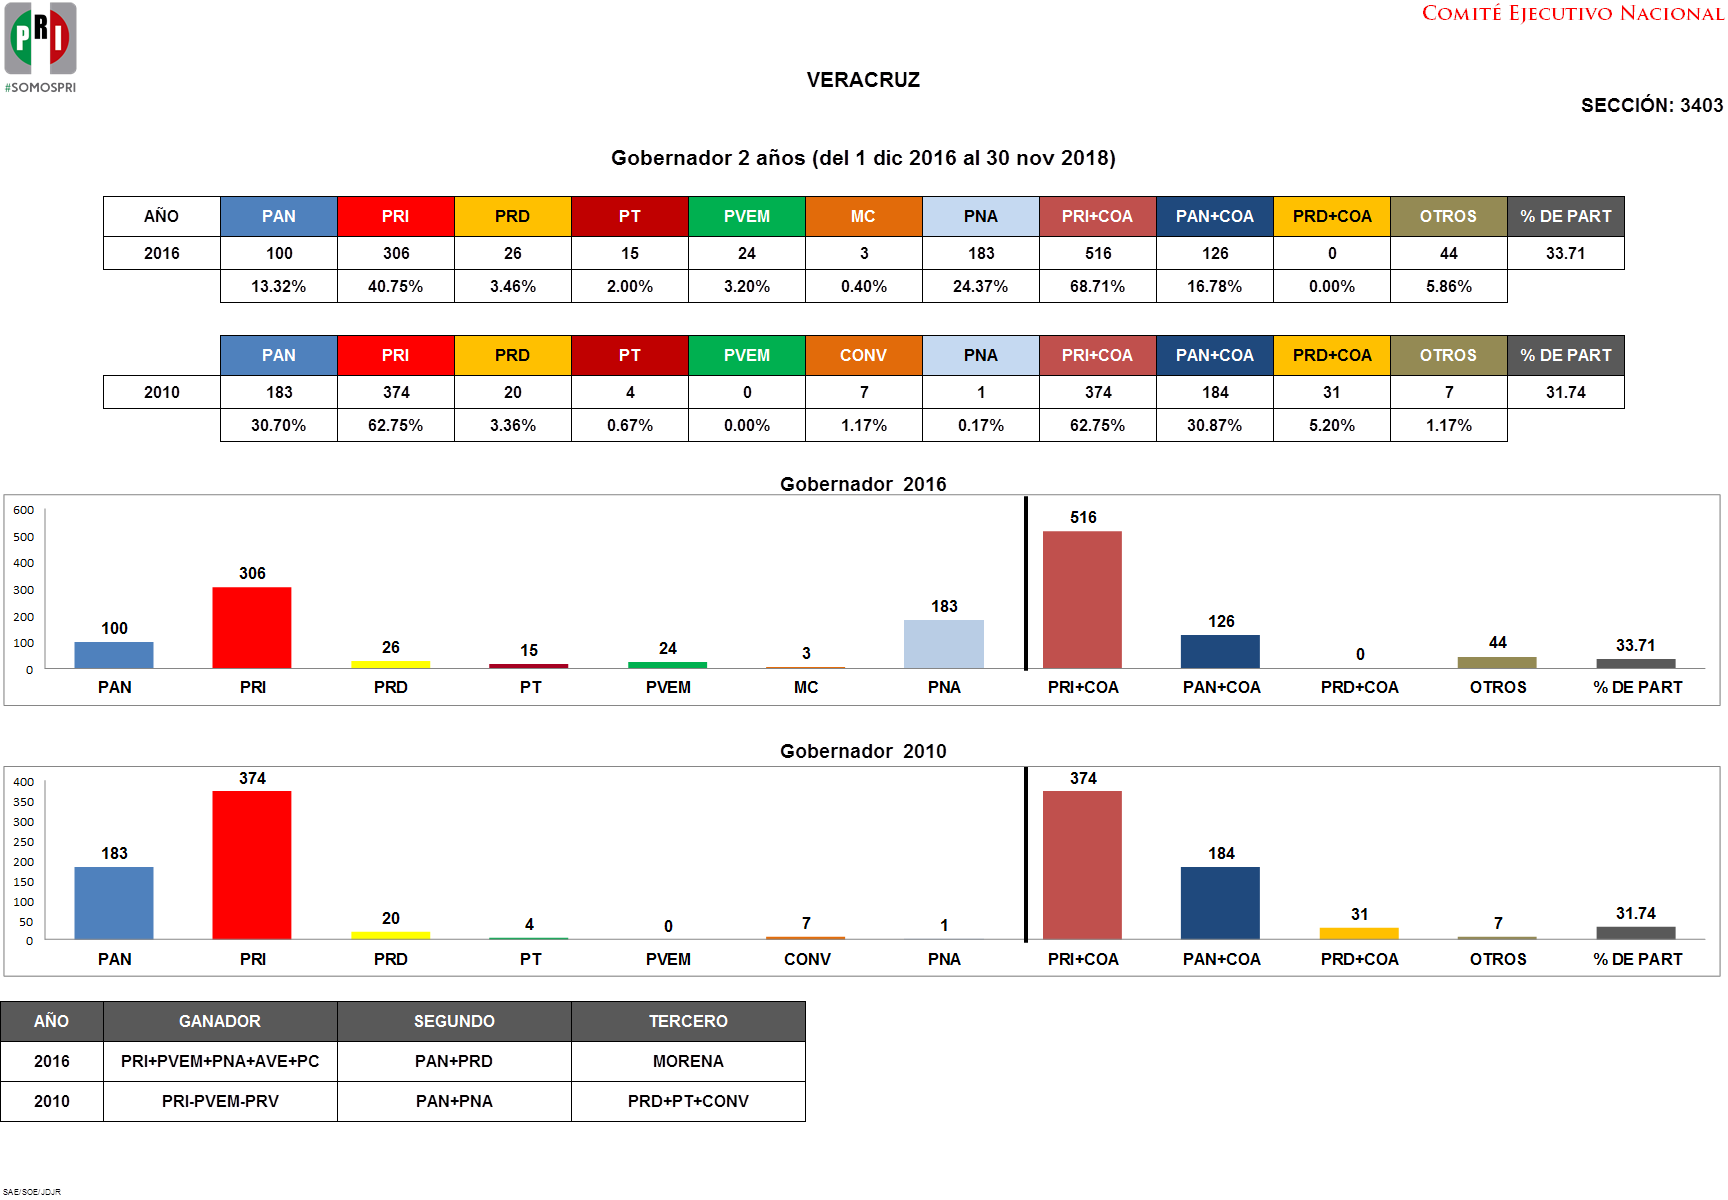 PRI
#SOMOSPRI
COMITÉ EJECUTIVO NACIONAL
VERACRUZ
SECCIÓN: 3403
Gobernador 2 años (del 1 dic 2016 al 30 nov 2018)
AÑO PAN PRI PRD PT PVEM MC PNA PRI+COA PAN+COA PRD+COA OTROS % DE PART
2016 100 306 26 15 24 3 183 516 126 0 44 33.71
13.32% 40.75% 3.46% 2.00% 3.20% 0.40% 24.37% 68.71% 16.78% 0.00% 5.86%
PAN PRI PRD PT PVEM CONV PNA PRI+COA PAN+COA PRD+COA OTROS % DE PART
2010 183 374 20 4 0 7 1 374 184 31 7 31.74
30.70% 62.75% 3.36% 0.67% 0.00% 1.17% 0.17% 62.75% 30.87% 5.20% 1.17%
Gobernador 2016
600
500
400
300
200
100
0
100 306 26 15 24 3 183 516 126 0 44 33.71
PAN PRI PRD PT PVEM MC PNA PRI+COA PAN+COA PRD+COA OTROS % DE PART
Gobernador 2010
400
350
300
250
200
150
100
50
0
183 374 20 4 0 7 1 374 184 31 7 31.74
PAN PRI PRD PT PVEM CONV PNA PRI+COA PAN+COA PRD+COA OTROS % DE PART
AÑO GANADOR SEGUNDO TERCERO
2016 PRI+PVEM+PNA+AVE+PC PAN+PRD MORENA
2010 PRI-PVEM-PRV PAN+PNA PRD+PT+CONV
SAE/SOE/JDJR